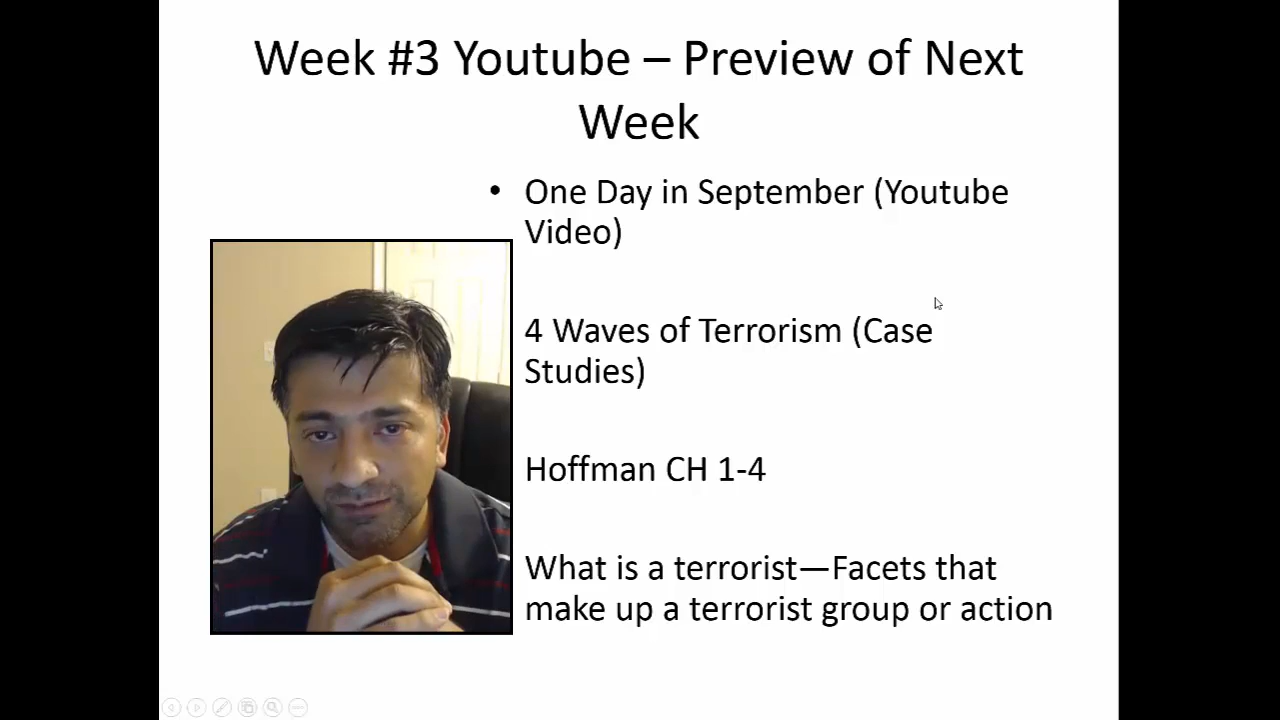 Week #3 Youtube – Preview of Next
Week
• One Day in September (Youtube
Video)
4 Waves of Terrorism (Case
Studies)
Hoffman CH 1-4
What is a terrorist—Facets that
make up a terrorist group or action